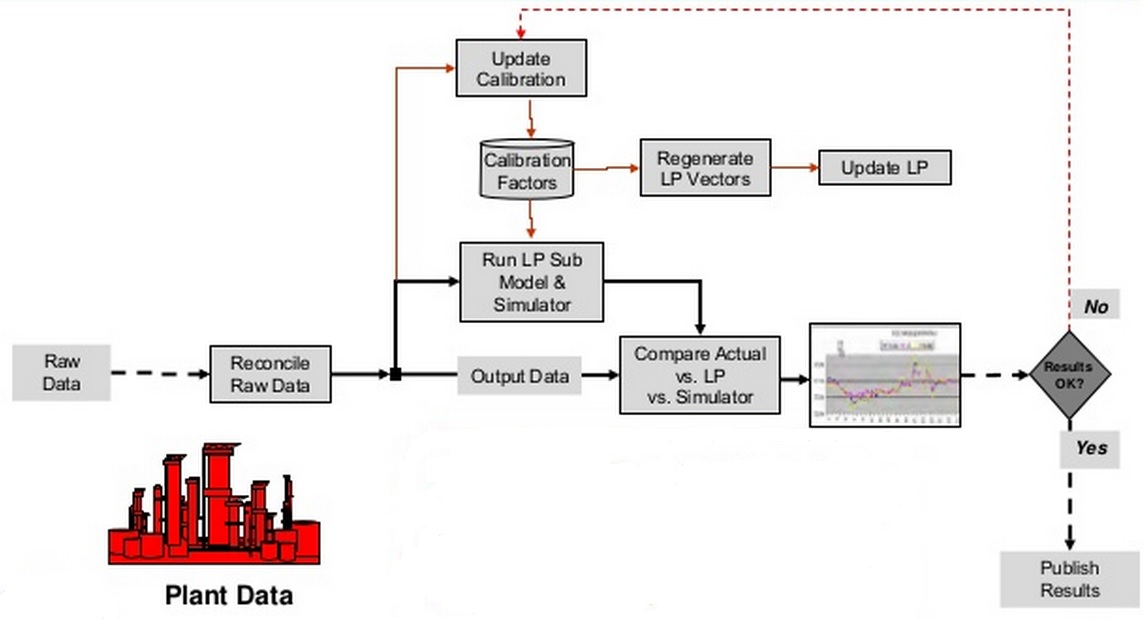 Update
Calibration
Calibration
Factors
Regenerate
LP Vectors
Update LP
Run LP Sub
Model &
Simulator
No
Raw
Data
Reconcile
Raw Data
Output Data
Compare Actual
vs. LP
vs. Simulator
Results
OK?
Yes
Publish
Results
Plant Data